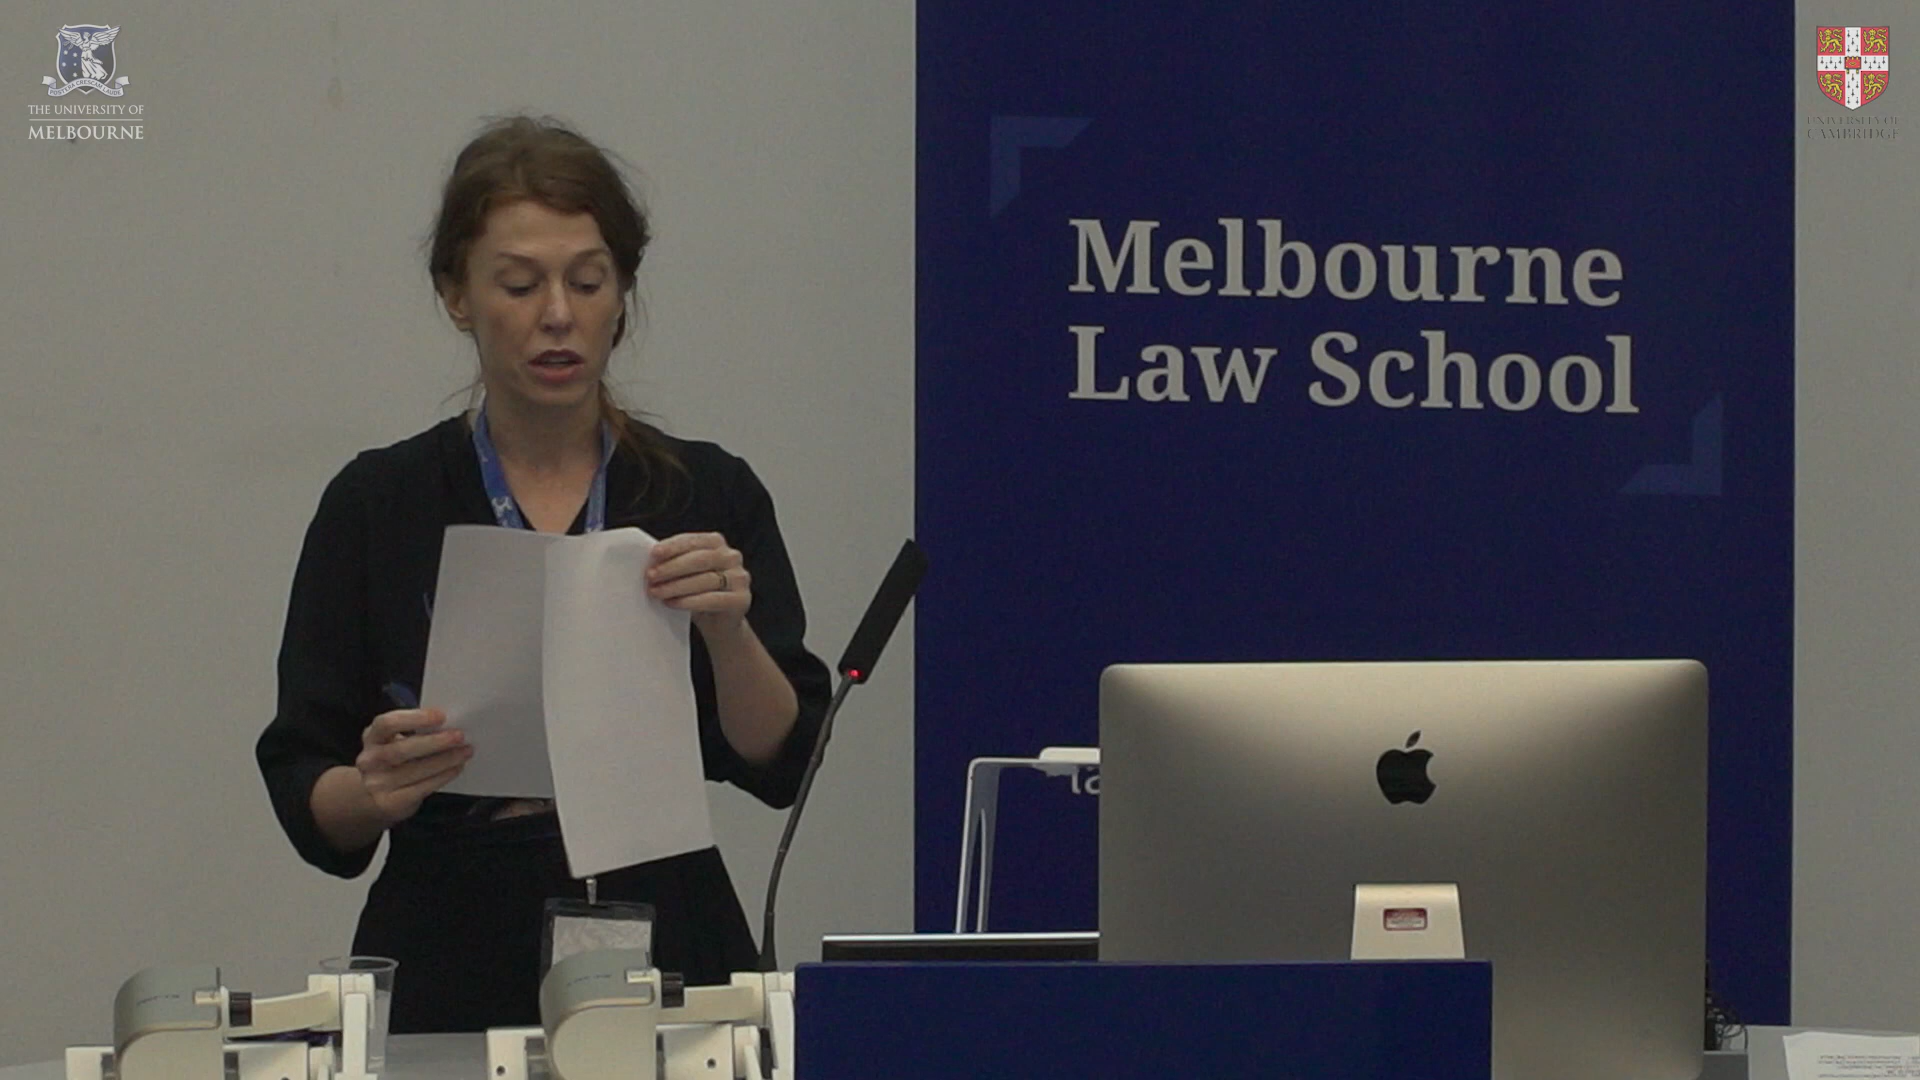 THE UNIVERSITY OF
MELBOURNE
UNIVERSITY OF
CAMBRIDGE
Melbourne
Law School